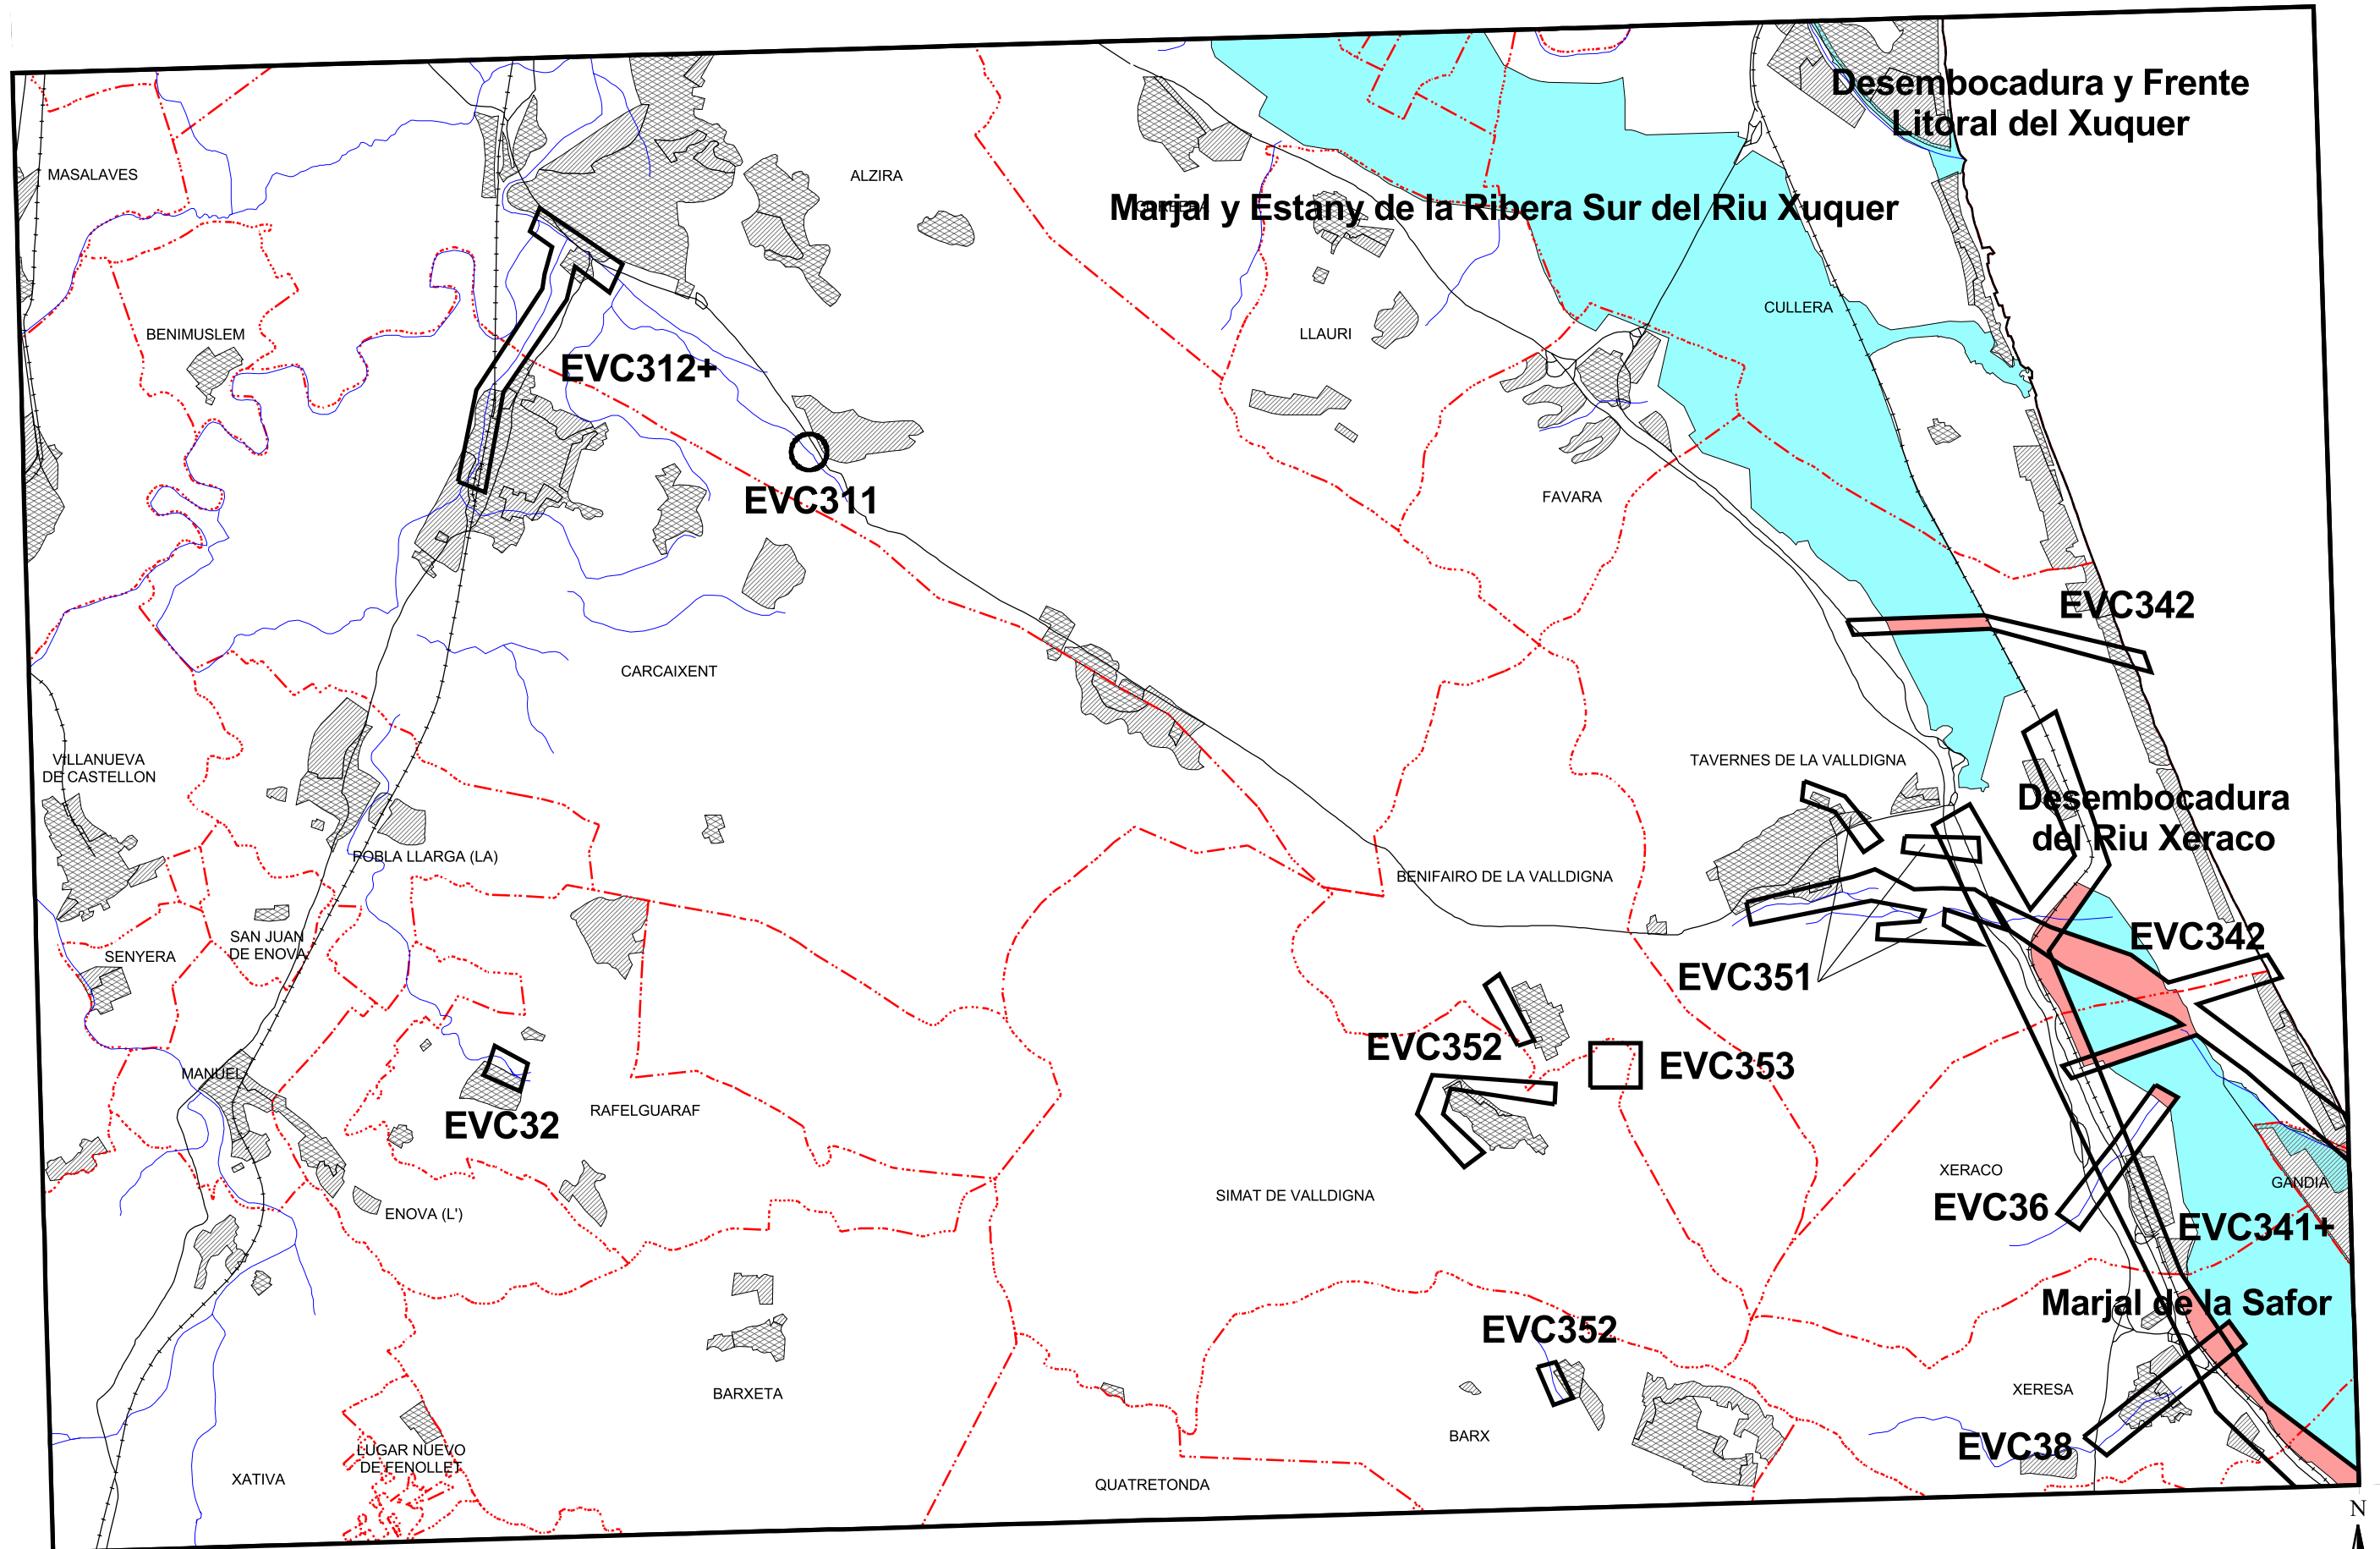 Desembocadura y Frente
Litoral del Xuquer
MASALAVES
ALZIRA
Marjal y Estany de la Ribera Sur del Riu Xuquer
CULLERA
BENIMUSLEM
LLAURI
EVC312+
EVC311
FAVARA
EVC342
CARCAIXENT
VILLANUEVA
DE CASTELLON
TAVERNES DE LA VALLDIGNA
Desembocadura
del Riu Xeraco
POBLA LLARGA (LA)
BENIFAIRO DE LA VALLDIGNA
SAN JUAN
DE ENOVA
SENYERA
EVC342
EVC351
EVC352
EVC353
MANUEL
RAFELGUARAF
EVC32
XERACO
GANDIA
SIMAT DE VALLDIGNA
EVC36
ENOVA (L')
EVC341+
Marjal de la Safor
EVC352
BARXETA
XERESA
BARX
EVC38
LUGAR NUEVO
DE FENOLLET
XATIVA
QUATRETONDA
N